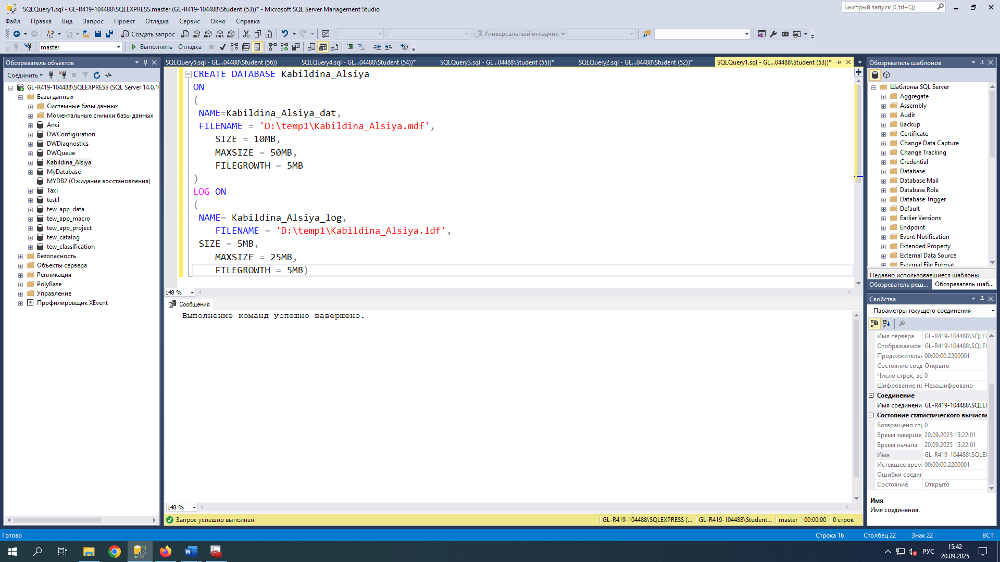 SQLQuery1.sql - GL-R419-104488\SQLEXPRESS.master (GL-R419-104488\Student (53))* - Microsoft SQL Server Management Studio
Быстрый запуск (Ctrl+Q)
Файл Правка Вид Запрос Проект Отладка Сервис Окно Справка
Создать запрос MDX DMX XMLA DAX Универсальный отладчик
master Выполнить Отладка
Обозреватель объектов
Соединить
GL-R419-104488\SQLEXPRESS (SQL Server 14.0.10
Базы данных
Системные базы данных
Моментальные снимки базы данных
Anci
DWConfiguration
DWDiagnostics
DWQueue
Kabildina_Alsiya
MyDatabase
MYDB2 (Ожидание восстановления)
Taxi
test1
tew_app_data
tew_app_macro
tew_app_project
tew_catalog
tew_classification
Безопасность
Объекты сервера
Репликация
PolyBase
Управление
Профилировщик XEvent
SQLQuery5.sql - GL...04488\Student (56)) SQLQuery4.sql - GL...04488\Student (54))* SQLQuery3.sql - GL...04488\Student (55))* SQLQuery2.sql - GL...04488\Student (52))* SQLQuery1.sql - GL...04488\Student (53))*
CREATE DATABASE Kabildina_Alsiya
ON
(
NAME=Kabildina_Alsiya_dat,
FILENAME = 'D:\temp1\Kabildina_Alsiya.mdf',
SIZE = 10MB,
MAXSIZE = 50MB,
FILEGROWTH = 5MB
)
LOG ON
(
NAME= Kabildina_Alsiya_log,
FILENAME = 'D:\temp1\Kabildina_Alsiya.ldf',
SIZE = 5MB,
MAXSIZE = 25MB,
FILEGROWTH = 5MB)
148 %
Сообщения
Выполнение команд успешно завершено.
148 %
Запрос успешно выполнен. GL-R419-104488\SQLEXPRESS (... GL-R419-104488\Student... master 00:00:00 0 строк
Обозреватель шаблонов
Шаблоны SQL Server
Aggregate
Assembly
Audit
Backup
Certificate
Change Data Capture
Change Tracking
Credential
Database
Database Mail
Database Role
Database Trigger
Default
Earlier Versions
Endpoint
Event Notification
Extended Property
External Data Source
External File Format
Недавно использовавшиеся шаблоны
Обозреватель реш... Обозреватель шаб...
Свойства
Параметры текущего соединения
Имя сервера GL-R419-104488\SQLEX
Отображаемое GL-R419-104488\SQLEX
Продолжительн 00:00:00.2200001
Состояние соед Открыто
Число строк, вс 0
Шифрование по Незашифровано
Соединение
Имя соединени GL-R419-104488\SQLEX
Состояние статистического вычисле
Возвращено стр 0
Время заверше 20.09.2025 15:22:01
Время начала 20.09.2025 15:22:01
Имя GL-R419-104488\SQLEX
Истекшее врем 00:00:00.2200001
Ошибки соедин
Состояние Открыто
Имя
Имя соединения.
Готово Строка 16 Столбец 22 Знак 22 ВСТ
РУС 15:42
20.09.2025